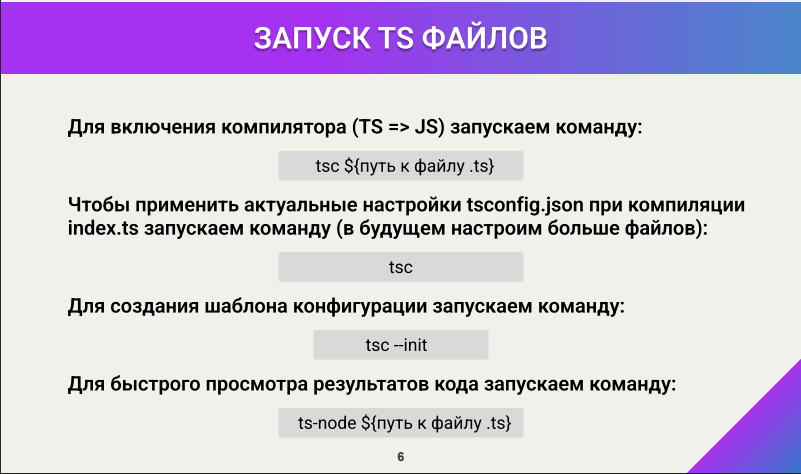 ЗАПУСК TS ФАЙЛОВ
Для включения компилятора (TS => JS) запускаем команду:
tsc ${путь к файлу .ts}
Чтобы применить актуальные настройки tsconfig.json при компиляции
index.ts запускаем команду (в будущем настроим больше файлов):
tsc
Для создания шаблона конфигурации запускаем команду:
tsc --init
Для быстрого просмотра результатов кода запускаем команду:
ts-node ${путь к файлу .ts}
6